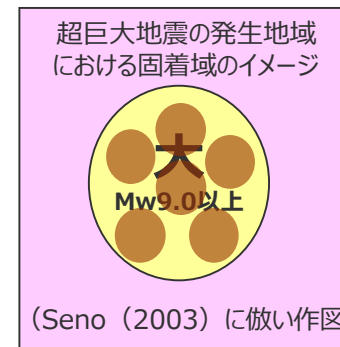 超巨大地震の発生地域
における固着域のイメージ
大
Mw9.0以上
（Seno（2003）に倣い作図